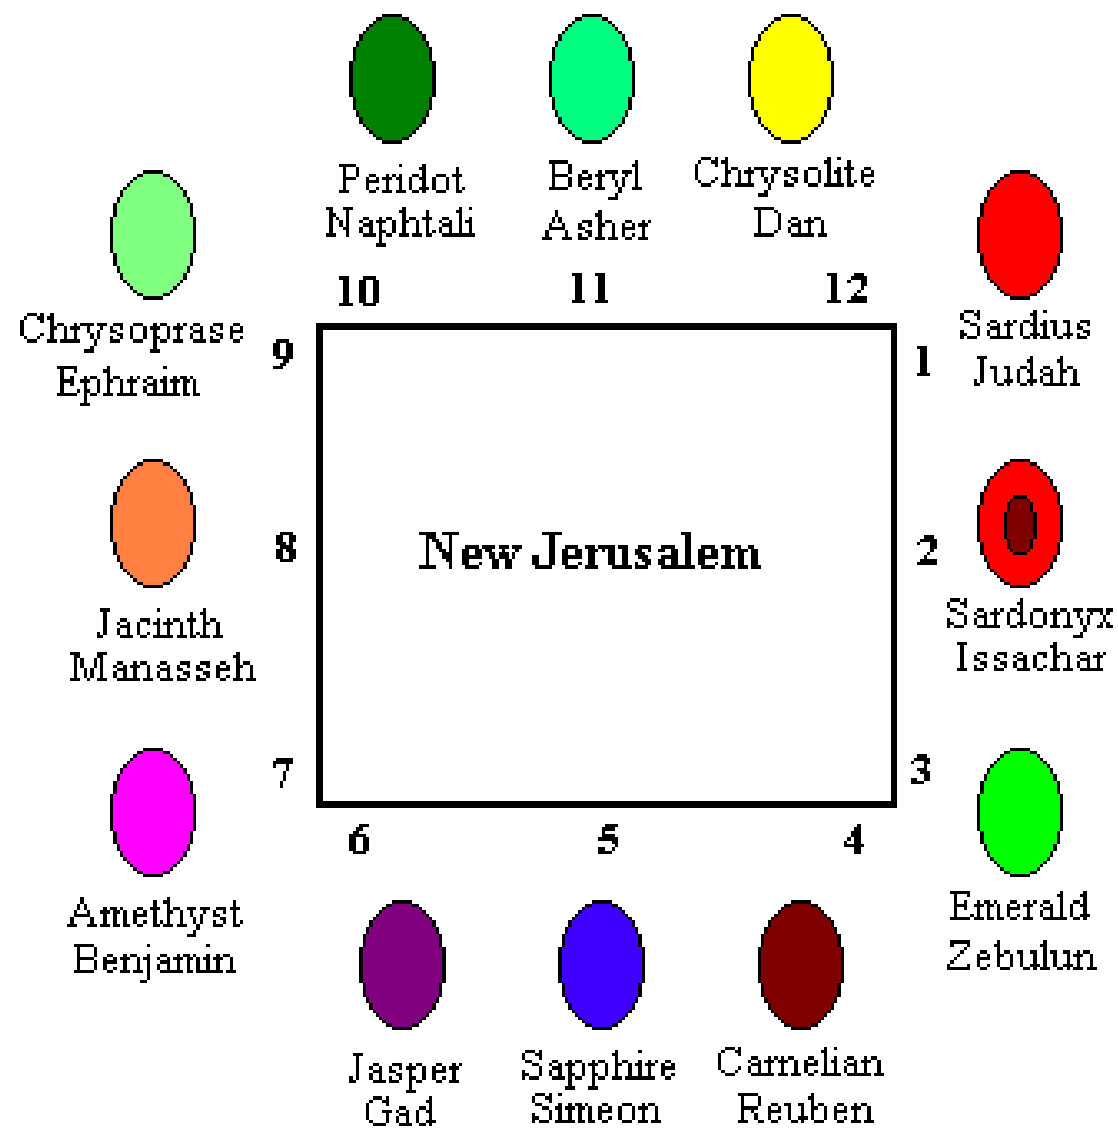 Peridot
Naphtali
Beryl
Asher
Chrysolite
Dan
Chrysoprase
Ephraim
10
11
12
Sardius
Judah
9
1
Jacinth
Manasseh
8
New Jerusalem
2
Sardonyx
Issachar
7
3
Amethyst
Benjamin
6
5
4
Emerald
Zebulun
Jasper
Gad
Sapphire
Simeon
Carnelian
Reuben